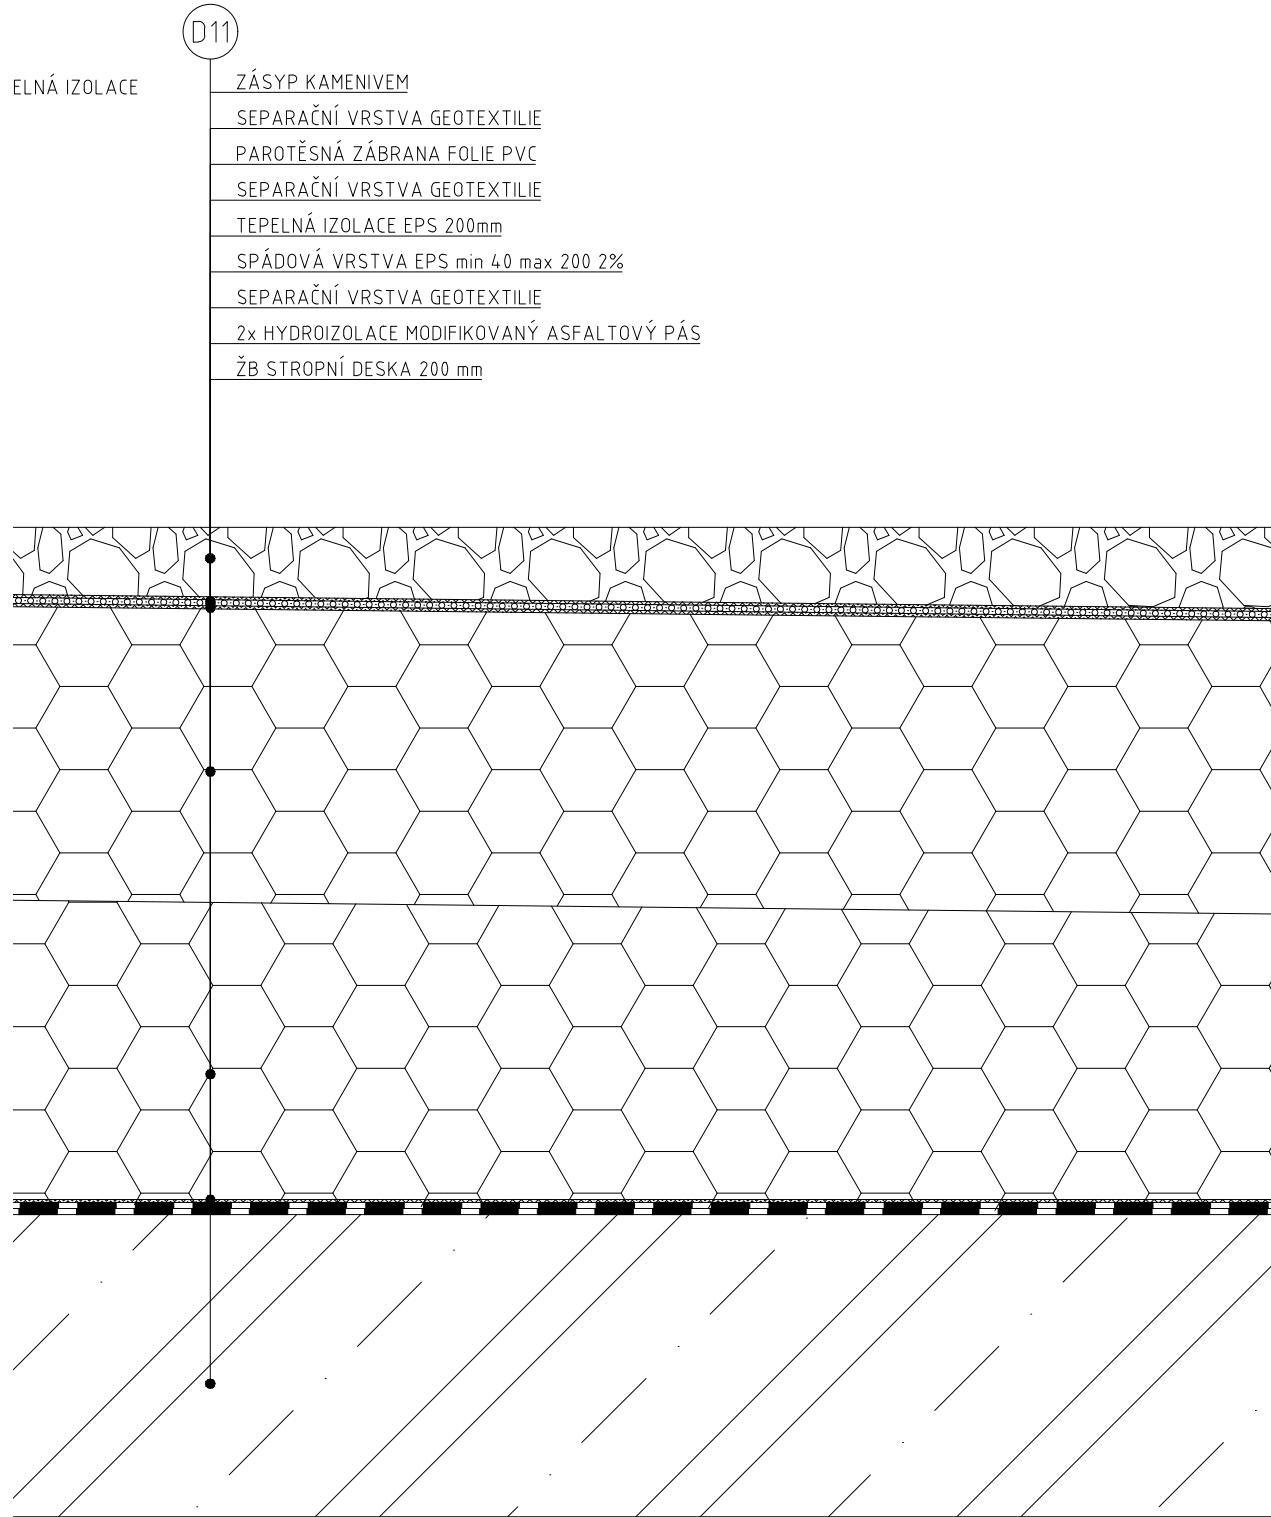 D11
ELNÁ IZOLACE
ZÁSYP KAMENIVEM
SEPARAČNÍ VRSTVA GEOTEXTILIE
PAROTĚSNÁ ZÁBRANA FOLIE PVC
SEPARAČNÍ VRSTVA GEOTEXTILIE
TEPELNÁ IZOLACE EPS 200mm
SPÁDOVÁ VRSTVA EPS min 40 max 200 2%
SEPARAČNÍ VRSTVA GEOTEXTILIE
2x HYDROIZOLACE MODIFIKOVANÝ ASFALTOVÝ PÁS
ŽB STROPNÍ DESKA 200 mm